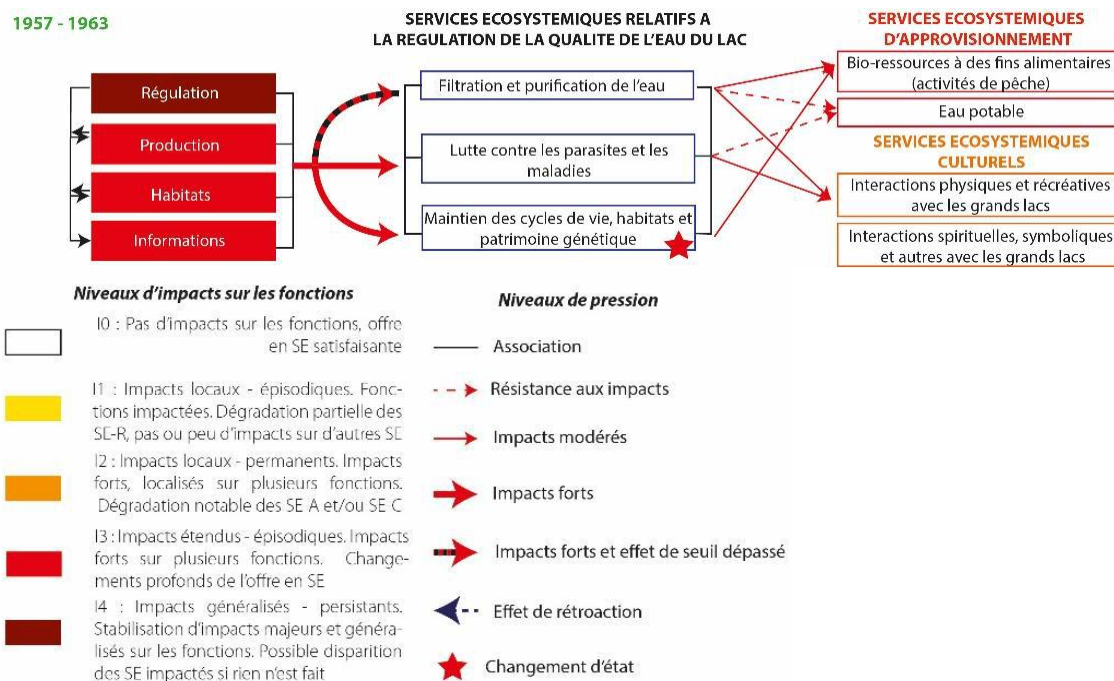 1957 - 1963
SERVICES ECOSYSTEMIQUES RELATIFS A
LA REGULATION DE LA QUALITE DE L'EAU DU LAC
SERVICES ECOSYSTEMIQUES
D'APPROVISIONNEMENT
Régulation
Production
Habitats
Informations
Filtration et purification de l'eau
Lutte contre les parasites et les
maladies
Maintien des cycles de vie, habitats et
patrimoine génétique
Bio-ressources à des fins alimentaires
(activités de pêche)
Eau potable
SERVICES ECOSYSTEMIQUES
CULTURELS
Interactions physiques et récréatives
avec les grands lacs
Interactions spirituelles, symboliques
et autres avec les grands lacs
Niveaux d'impacts sur les fonctions
I0 : Pas d'impacts sur les fonctions, offre
en SE satisfaisante
I1 : Impacts locaux - épisodiques. Fonc-
tions impactées. Dégradation partielle des
SE-R, pas ou peu d'impacts sur d'autres SE
I2 : Impacts locaux - permanents. Impacts
forts, localisés sur plusieurs fonctions.
Dégradation notable des SE A et/ou SE C
I3 : Impacts étendus - épisodiques. Impacts
forts sur plusieurs fonctions. Change-
ments profonds de l'offre en SE
I4 : Impacts généralisés - persistants.
Stabilisation d'impacts majeurs et généra-
lisés sur les fonctions. Possible disparition
des SE impactés si rien n'est fait
Niveaux de pression
Association
Résistance aux impacts
Impacts modérés
Impacts forts
Impacts forts et effet de seuil dépassé
Effet de rétroaction
Changement d'état